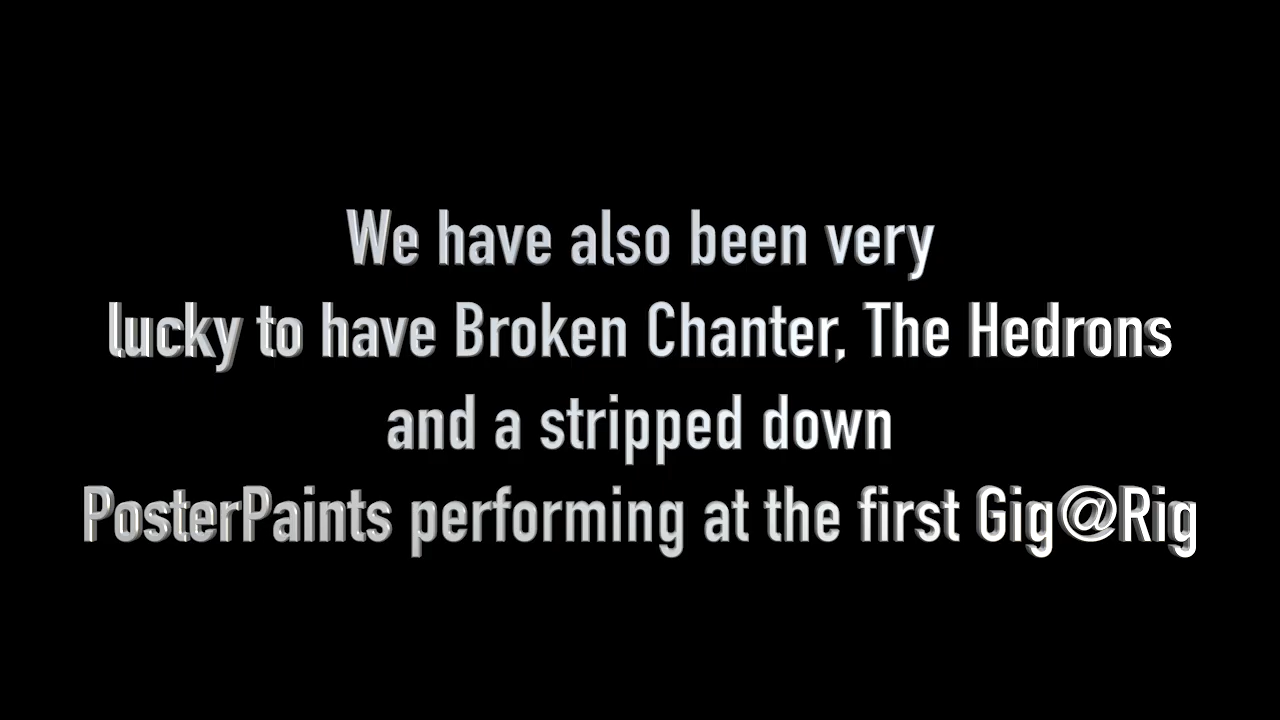 We have also been very
lucky to have Broken Chanter, The Hedrons
and a stripped down
PosterPaints performing at the first Gig@Rig